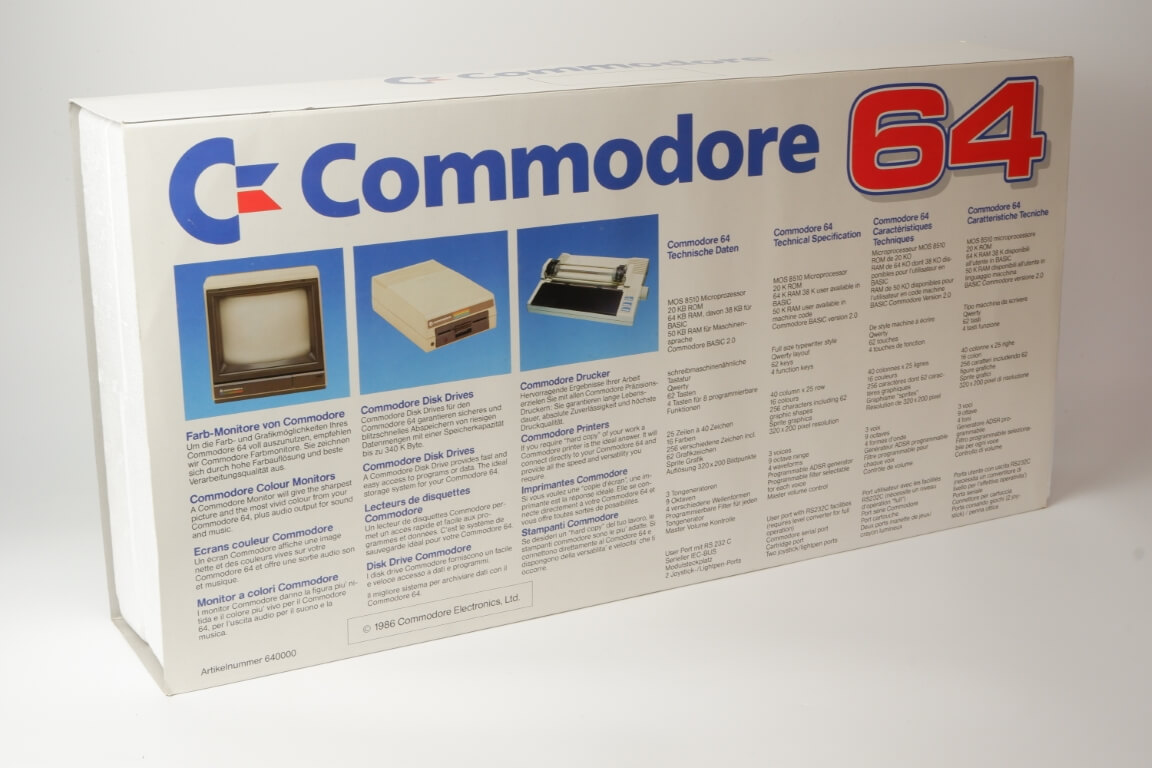 Commodore
Commodore 64
Farb-Monitore von Commodore
Um die Farb- und Grafikmöglichkeiten Ihres
Commodore 64 voll auszunutzen, empfehlen
wir Commodore Farbmonitore. Sie zeichnen
sich durch hohe Farbauflösung und beste
Verarbeitungsqualität aus.
Commodore Colour Monitors
A Commodore Monitor will give the sharpest
picture and the most vivid colour from your
Commodore 64, plus audio output for sound
and music.
Ecrans couleur Commodore
Un écran Commodore affiche une image
nette et des couleurs vives sur votre
Commodore 64 et offre une sortie audio son
et musique.
Monitor a colori Commodore
I monitor Commodore danno la figura piu' ni-
tida e il colore piu' vivo per il Commodore
64, per l'uscita audio per il suono e la
musica.
Artikelnummer 640000
Commodore Disk Drives
Commodore Disk Drives für den
Commodore 64 garantieren sicheres und
blitzschnelles Abspeichern von riesigen
Datenmengen mit einer Speicherkapazität
bis zu 340 K Byte.
Commodore Disk Drives
A Commodore Disk Drive provides fast and
easy access to programs or data. The ideal
storage system for your Commodore 64.
Lecteurs de disquettes
Commodore
Un lecteur de disquettes Commodore per-
met un accès rapide et facile aux pro-
grammes et données. C'est le système de
sauvegarde idéal pour votre Commodore 64.
Disk Drive Commodore
I disk drive Commodore forniscono un facile
e veloce accesso a dati e programmi.
Il migliore sistema per archiviare dati con il
Commodore 64.
© 1986 Commodore Electronics, Ltd.
Commodore Drucker
Hervorragende Ergebnisse Ihrer Arbeit
erzielen Sie mit allen Commodore Präzisions-
Druckern: Sie garantieren lange Lebens-
dauer, absolute Zuverlässigkeit und höchste
Druckqualität.
Commodore Printers
If you require "hard copy" of your work a
Commodore printer is the ideal answer. It will
connect directly to your Commodore 64 and
provide all the speed and versability you
require.
Imprimantes Commodore
Si vous voulez une "copie d'écran", une im-
primante est la réponse idéale. Elle se con-
necte directement à votre Commodore 64 et
vous offre toutes sortes de possibilités.
Stampanti Commodore
Se desideri un "hard copy" del tuo lavoro, le
stampanti commodore sono le piu' adatte. Si
connettono direttamente al Comodore 64 e
dispongono della versabilita' e velocità che ti
occorre.
Commodore 64
Technische Daten
MOS 8510 Microprozessor
20 KB ROM
64 KB RAM, davon 38 KB für
BASIC
50 KB RAM für Maschinen-
sprache
Commodore BASIC 2.0
schreibmaschinenähnliche
Tastatur
Qwerty
62 Tasten
4 Tasten für 8 programmierbare
Funktionen
25 Zeilen à 40 Zeichen
16 Farben
256 verschiedene Zeichen incl.
62 Grafikzeichen
Sprite Grafik
Auflösung 320 x 200 Bildpunkte
3 Tongeneratoren
9 Oktaven
4 verschiedene Wellenformen
Programmierbare Filter für jeden
Tongenerator
Master Volume Kontrolle
User Port mit RS 232 C
Serieller IEC-BUS
Modulsteckplatz
2 Joystick-/Lightpen-Ports
Commodore 64
Technical Specification
MOS 8510 Microprocessor
20 K ROM
64 K RAM 38 K user available in
BASIC
50 K RAM user available in
machine code
Commodore BASIC version 2.0
Full size typewriter style
Qwerty layout
62 keys
4 function keys
40 column x 25 row
16 colours
256 characters including 62
graphic shapes
Sprite graphics
320 x 200 pixel resolution
3 voices
9 octave range
4 waveforms
Programmable ADSR generator
Programmable filter selectable
for each voice
Master volume control
User port with RS232C facilities
(requires level converter for full
operation)
Commodore serial port
Cartridge port
Two joystick/lightpen ports
Commodore 64
Caractéristiques
Techniques
Microprocesseur MOS 8510
ROM de 20 KO
RAM de 64 KO dont 38 KO dis-
ponibles pour l'utilisateur en
BASIC
RAM de 50 KO disponibles pour
l'utilisateur en code machine
BASIC Commodore Version 2.0
De style machine à écrire
Qwerty
62 touches
4 touches de fonction
40 colonnes x 25 lignes
16 couleurs
256 caractères dont 62 carac-
tères graphiques
Graphisme "sprites"
Résolution de 320 x 200 pixel
3 voix
9 octaves
4 formes d'onde
Générateur ADSR programmable
Filtre programmable pour
chaque voix
Contrôle de volume
Port utilisateur avec les facilités
RS232C (nécessite un niveau
d'opération "full")
Port série Commodore
Port cartouche
Deux ports manette de jeux/
crayon lumineux
Commodore 64
Caratteristiche Tecniche
MOS 8510 microprocessore
20 K ROM
64 K RAM 38 K disponibili
all'utente in BASIC
50 K RAM disponibili all'utente in
linguaggio macchina
BASIC Commodore versione 2.0
Tipo macchina da scrivere
Qwerty
62 tasti
4 tasti funzione
40 colonne x 25 righe
16 colori
256 caratteri includendo 62
figure grafiche
Sprite grafici
320 x 200 pixel di risoluzione
3 voci
9 ottave
4 toni
Generatore ADSR pro-
grammabile
Filtro programmabile seleziona-
bile per ogni voce
Controllo di volume
Porta utente con uscita RS232C
(necessita un convertitore di
livello per l'effettiva operatività)
Porta seriale
Connettori per cartuccia
Porta comando giochi (2 joy-
stick) / penna ottica